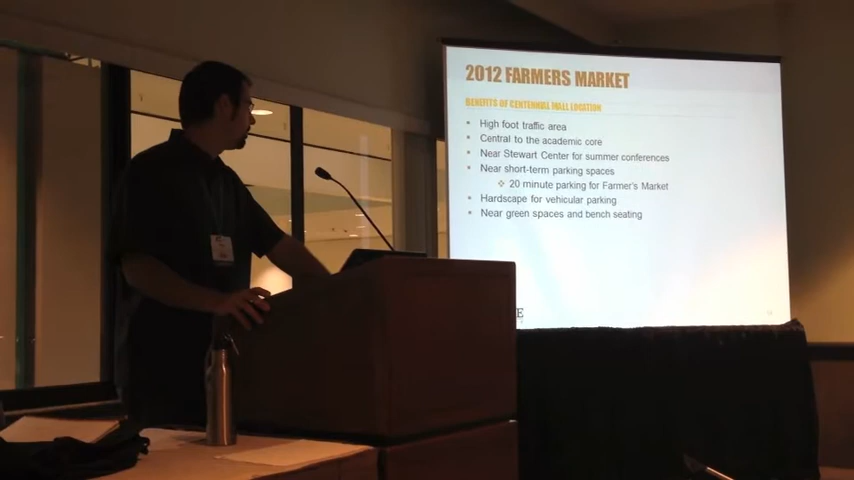 2012 FARMERS MARKET
BENEFITS OF CENTENNIAL MALL LOCATION
High foot traffic area
Central to the academic core
Near Stewart Center for summer conferences
Near short-term parking spaces
20 minute parking for Farmer's Market
Hardscape for vehicular parking
Near green spaces and bench seating
E